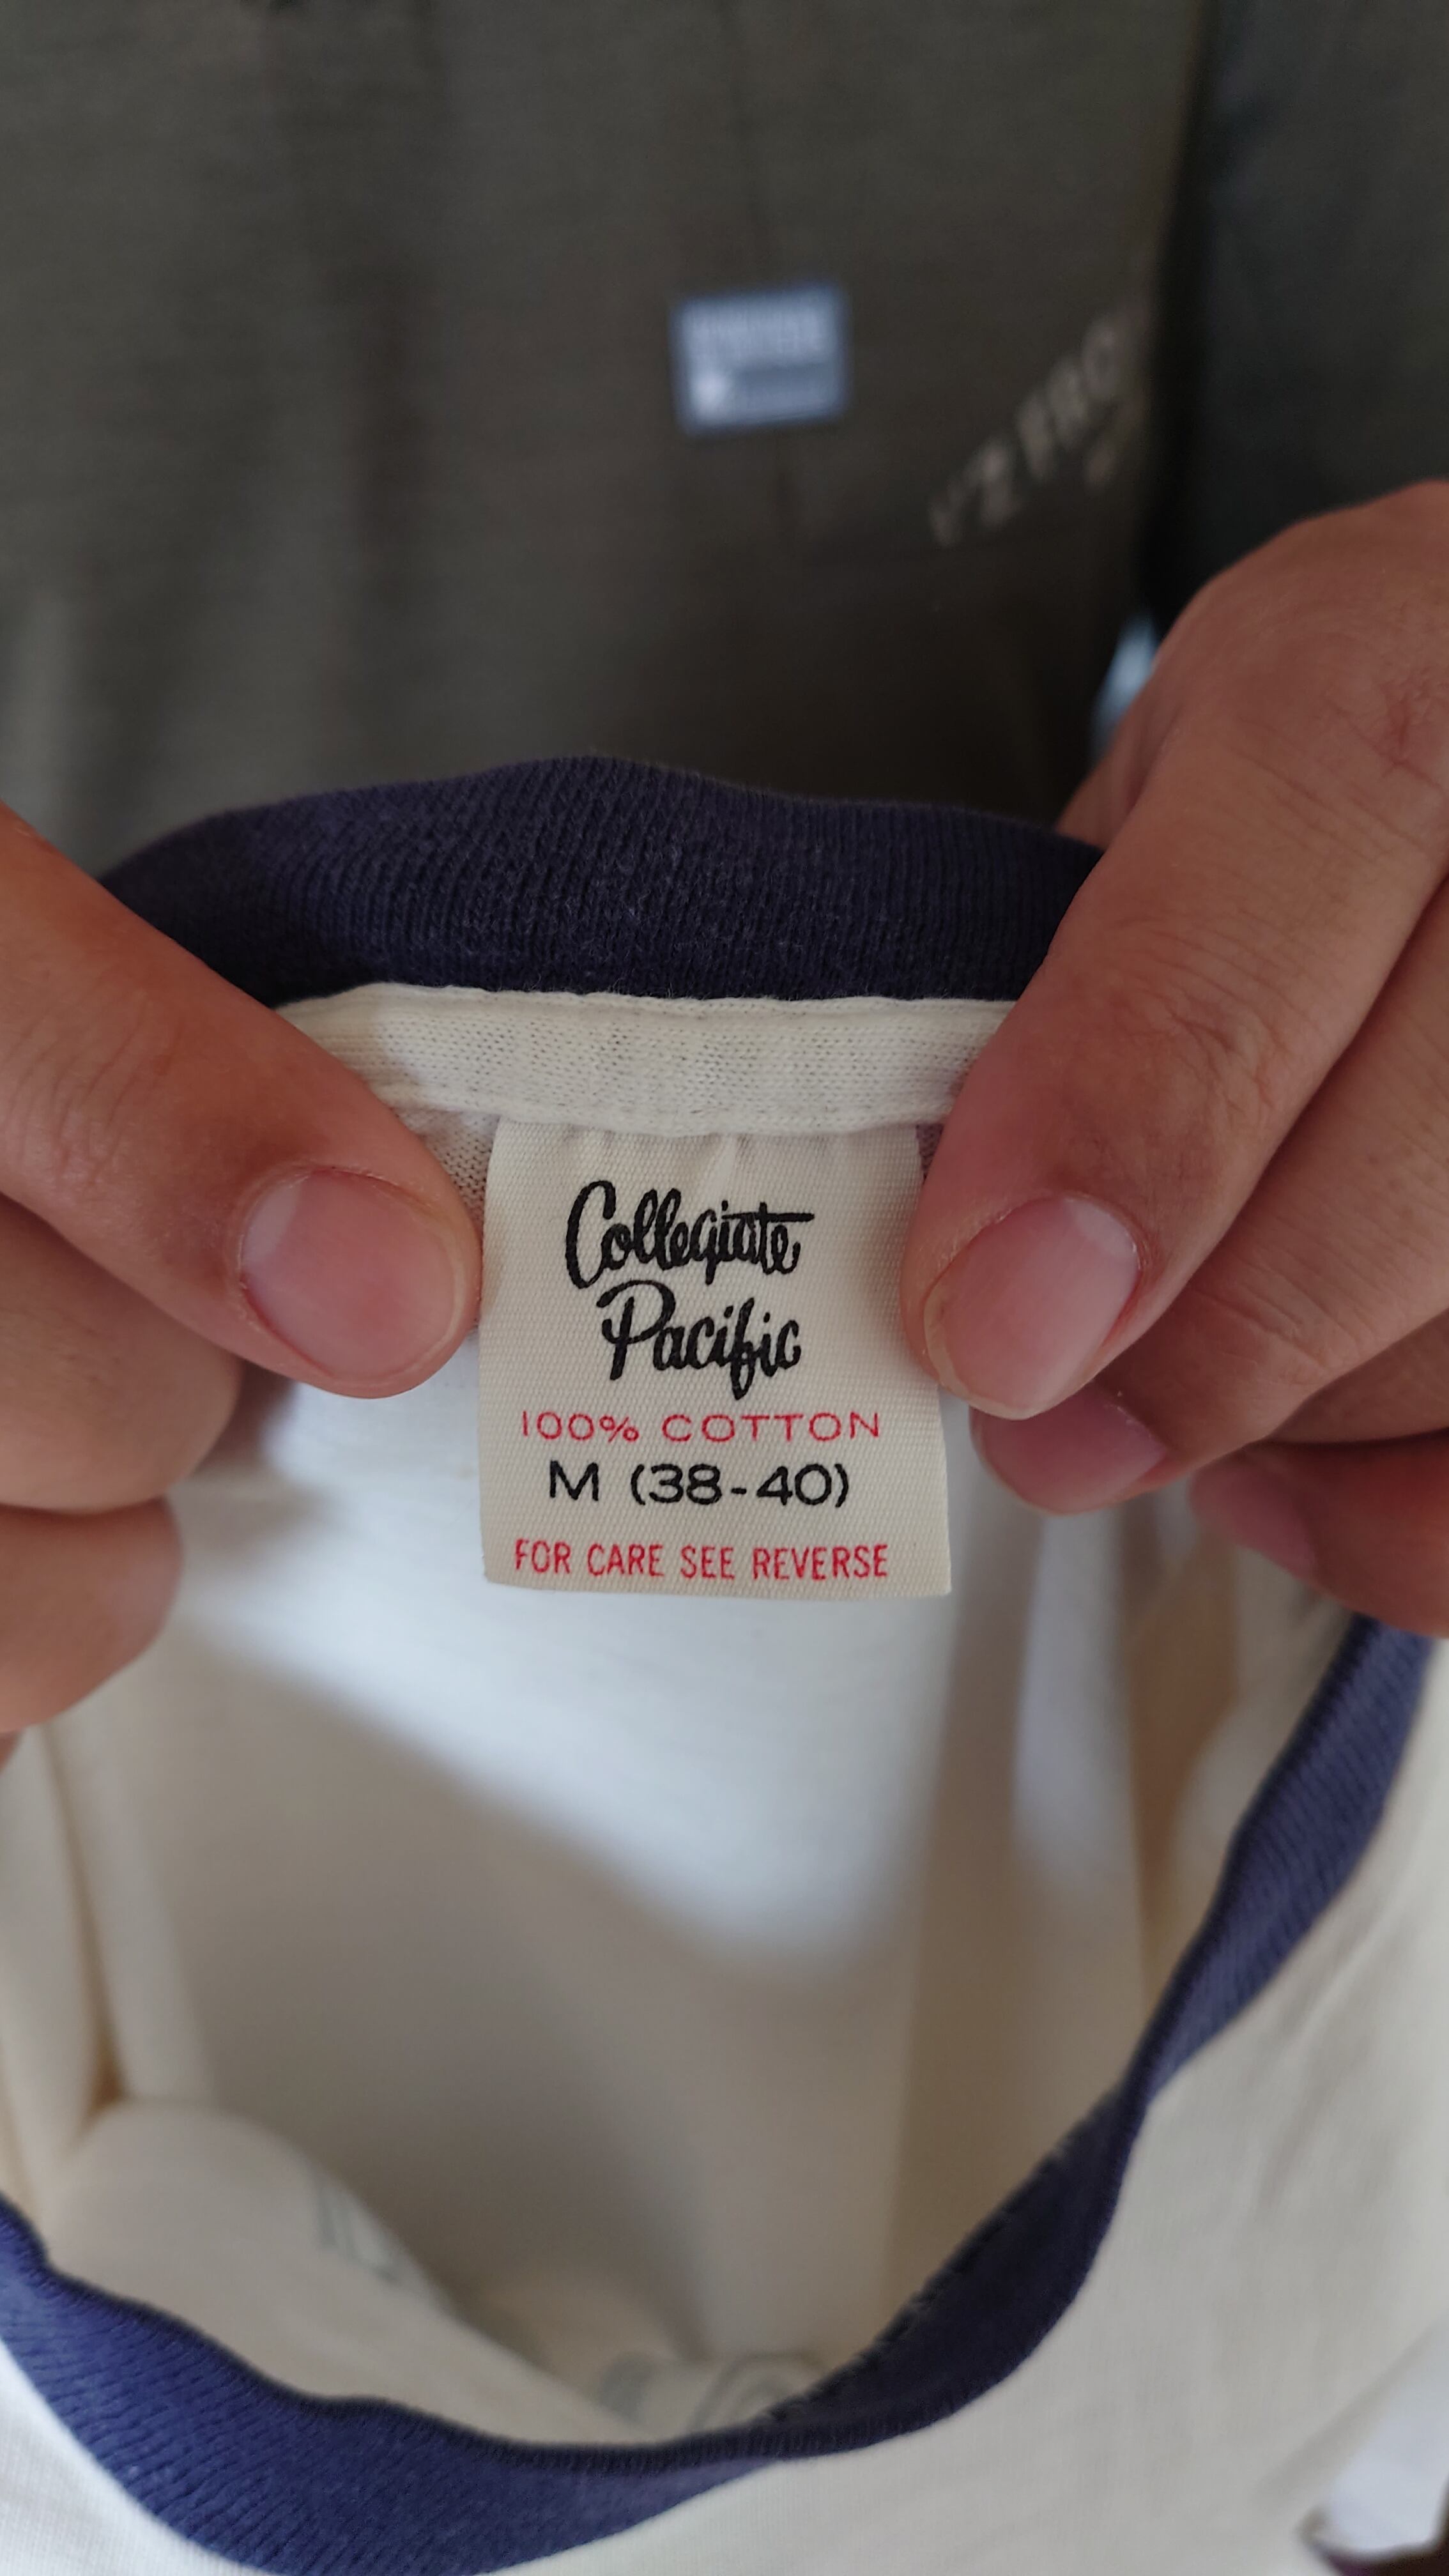 Collegiate
Pacific
100% COTTON
M (38-40)
FOR CARE SEE REVERSE